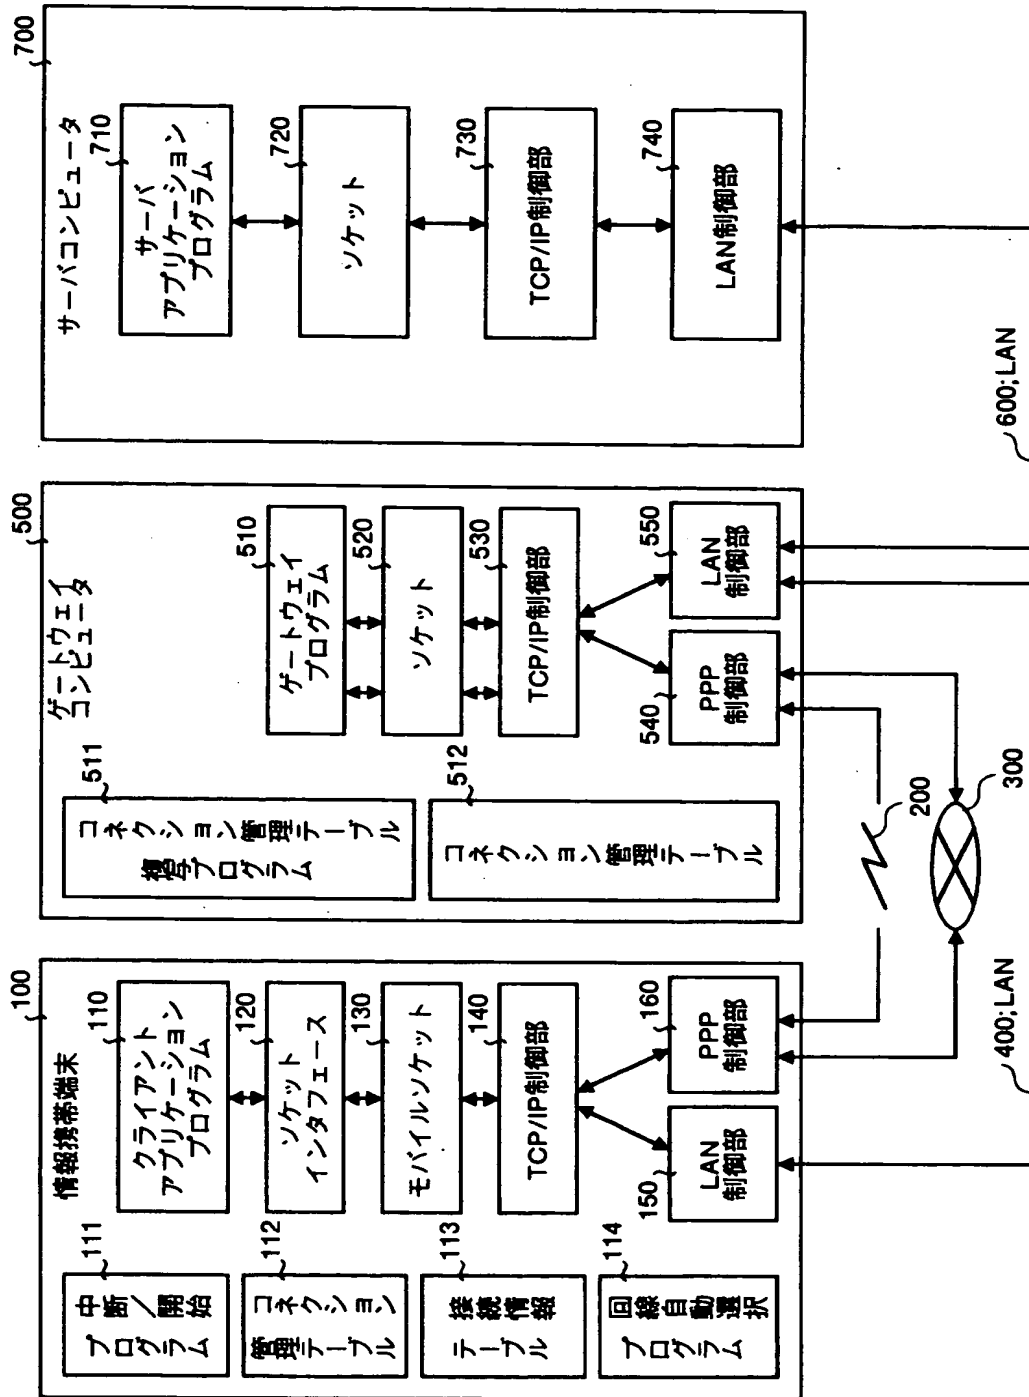 情報携帯端末
100
中断/開始
プログラム
111
コネクション
管理テーブル
112
接続情報
テーブル
113
回線自動選択
プログラム
114
クライアント
アプリケーション
プログラム
110
ソケット
インタフェース
120
モバイルソケット
130
TCP/IP制御部
140
LAN
制御部
150
PPP
制御部
160
400;LAN
200
300
ゲートウェイ
コンピュータ
500
コネクション管理テーブル
複写プログラム
511
コネクション管理テーブル
512
ゲートウェイ
プログラム
510
ソケット
520
TCP/IP制御部
530
PPP
制御部
540
LAN
制御部
550
600;LAN
サーバコンピュータ
700
サーバ
アプリケーション
プログラム
710
ソケット
720
TCP/IP制御部
730
LAN制御部
740